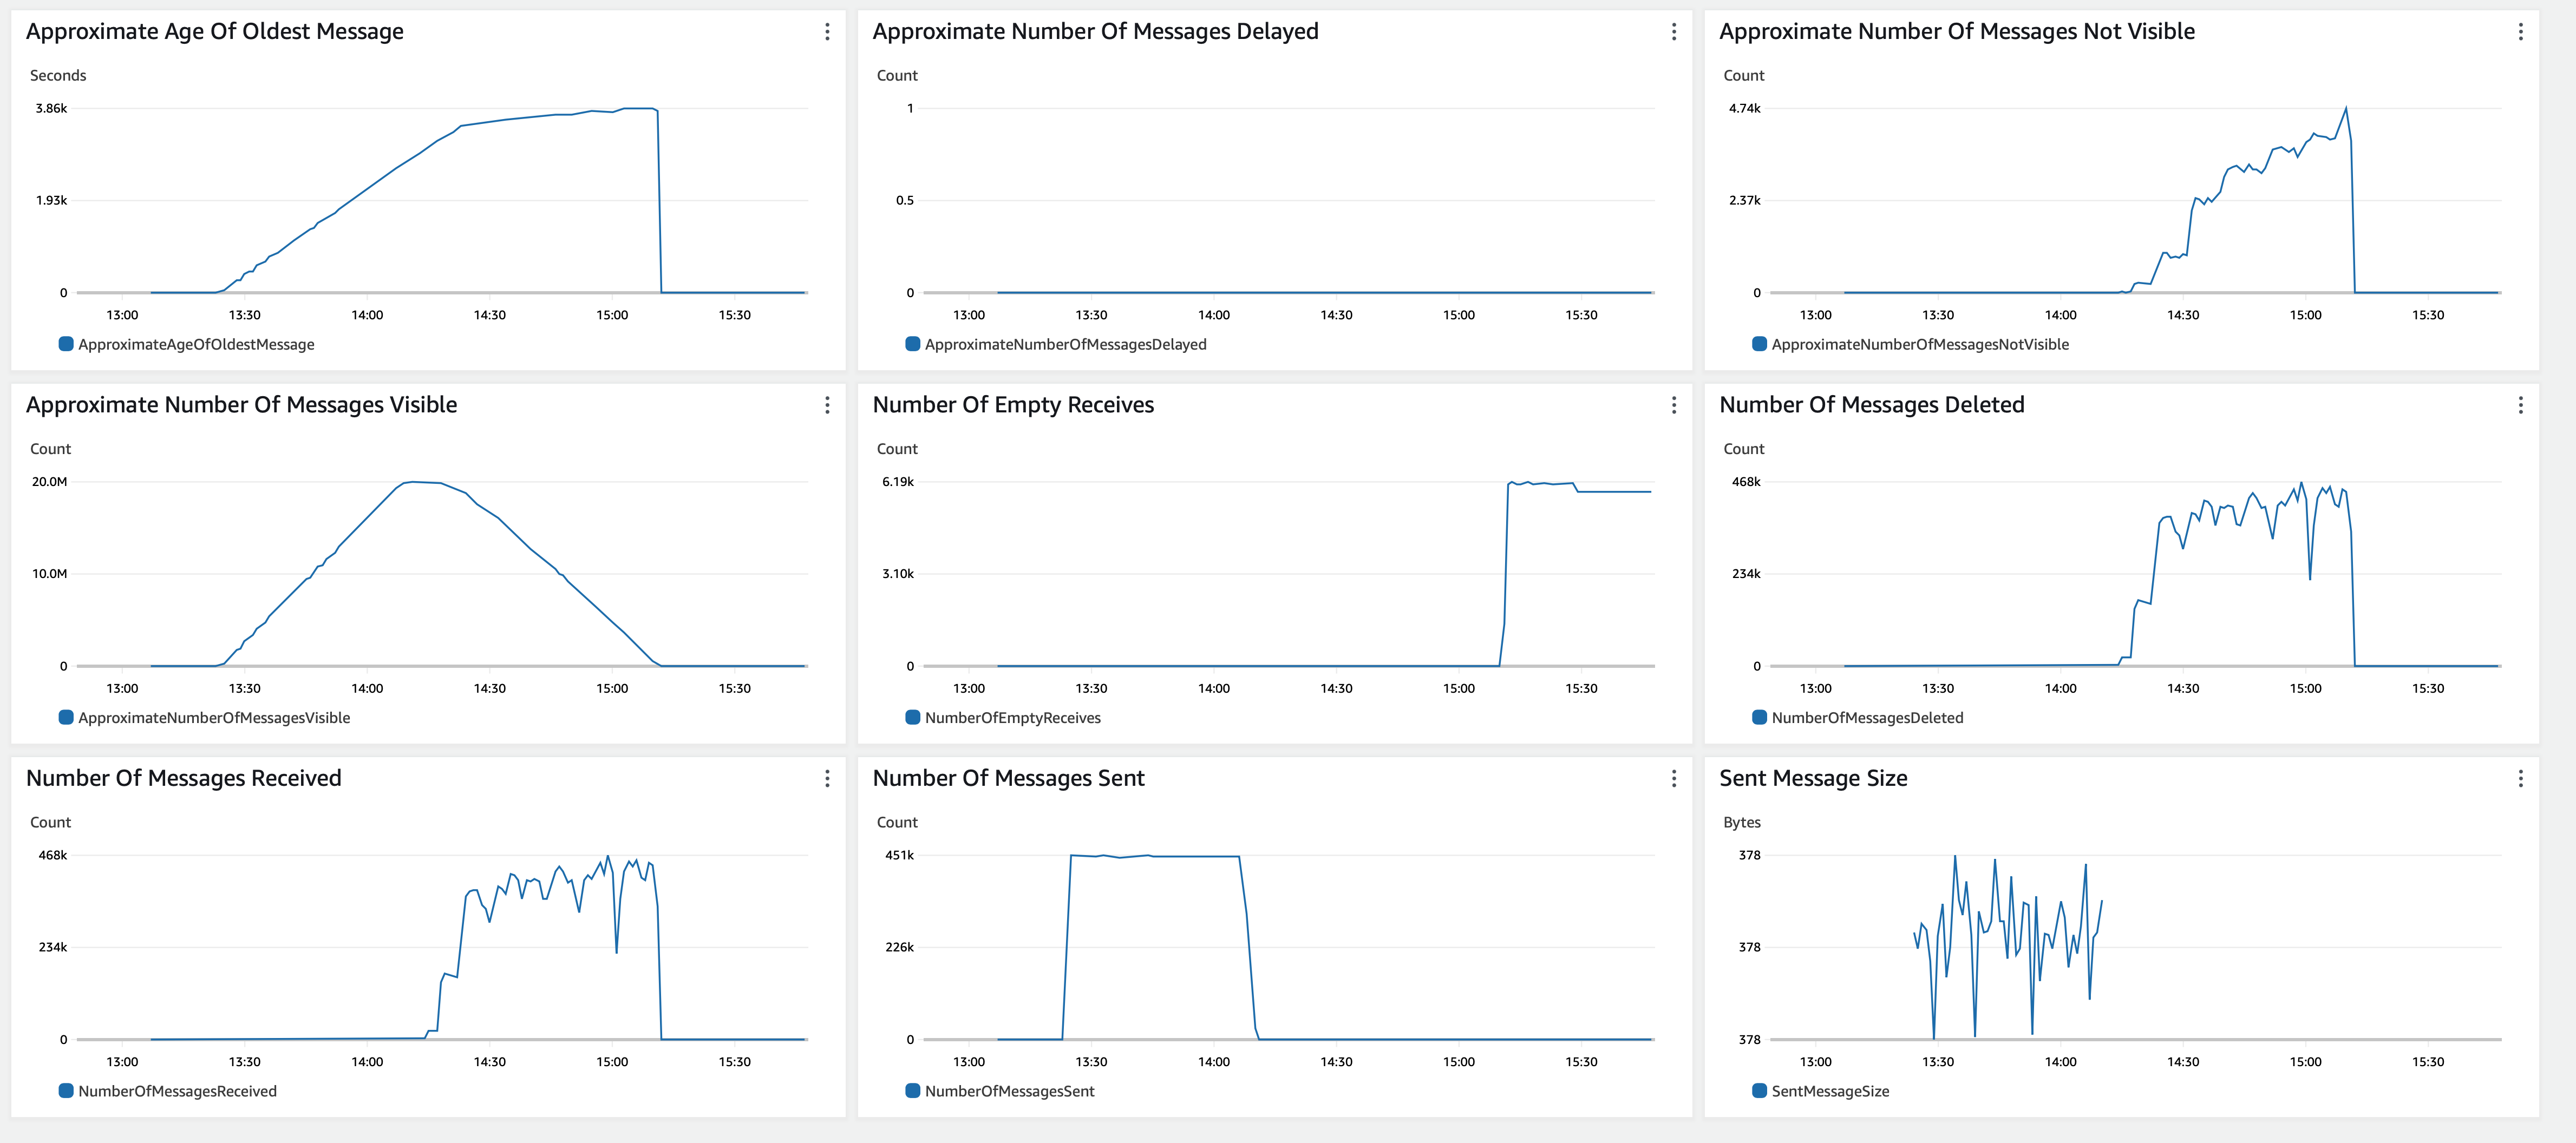 Approximate Age Of Oldest Message
Seconds
3.86k
1.93k
0
13:00 13:30 14:00 14:30 15:00 15:30
ApproximateAgeOfOldestMessage
Approximate Number Of Messages Delayed
Count
1
0.5
0
13:00 13:30 14:00 14:30 15:00 15:30
ApproximateNumberOfMessagesDelayed
Approximate Number Of Messages Not Visible
Count
4.74k
2.37k
0
13:00 13:30 14:00 14:30 15:00 15:30
ApproximateNumberOfMessagesNotVisible
Approximate Number Of Messages Visible
Count
20.0M
10.0M
0
13:00 13:30 14:00 14:30 15:00 15:30
ApproximateNumberOfMessagesVisible
Number Of Empty Receives
Count
6.19k
3.10k
0
13:00 13:30 14:00 14:30 15:00 15:30
NumberOfEmptyReceives
Number Of Messages Deleted
Count
468k
234k
0
13:00 13:30 14:00 14:30 15:00 15:30
NumberOfMessagesDeleted
Number Of Messages Received
Count
468k
234k
0
13:00 13:30 14:00 14:30 15:00 15:30
NumberOfMessagesReceived
Number Of Messages Sent
Count
451k
226k
0
13:00 13:30 14:00 14:30 15:00 15:30
NumberOfMessagesSent
Sent Message Size
Bytes
378
378
378
13:00 13:30 14:00 14:30 15:00 15:30
SentMessageSize